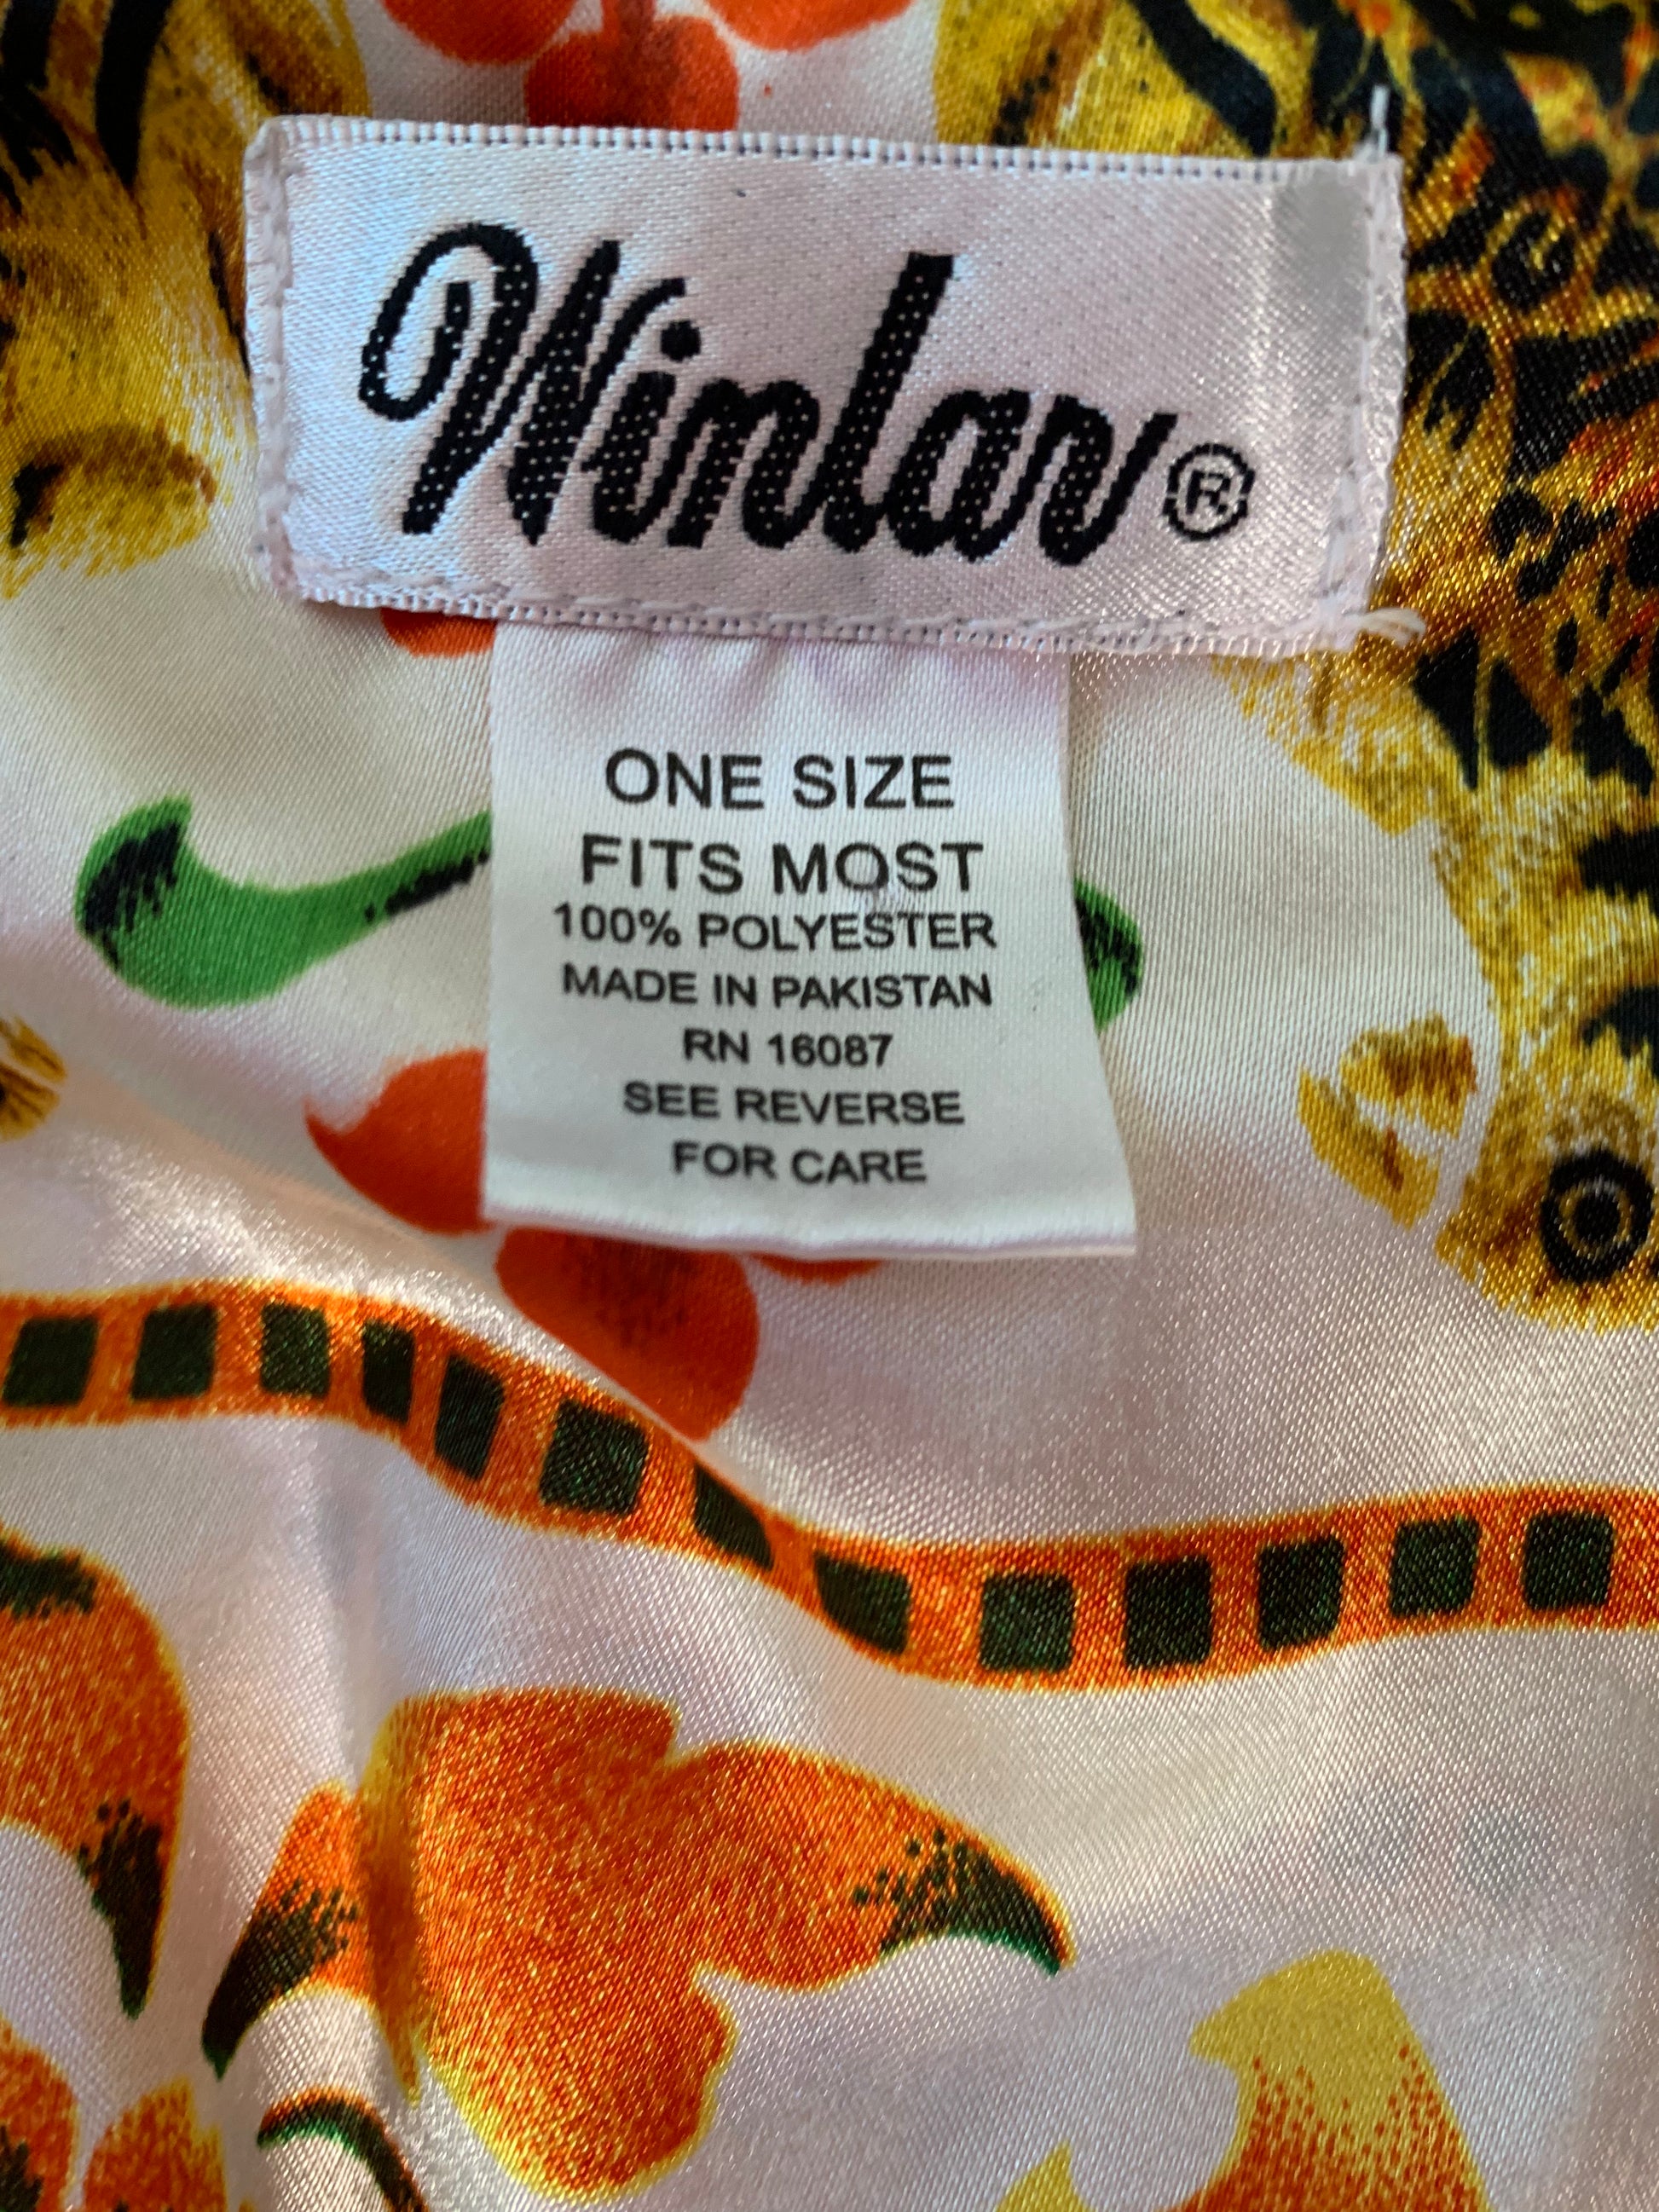 Winlar®
ONE SIZE
FITS MOST
100% POLYESTER
MADE IN PAKISTAN
RN 16087
SEE REVERSE
FOR CARE